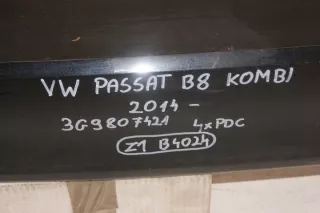 VW PASSAT B8 KOMBI
2014-
3G9807421 4xPDC
Z1 B4024